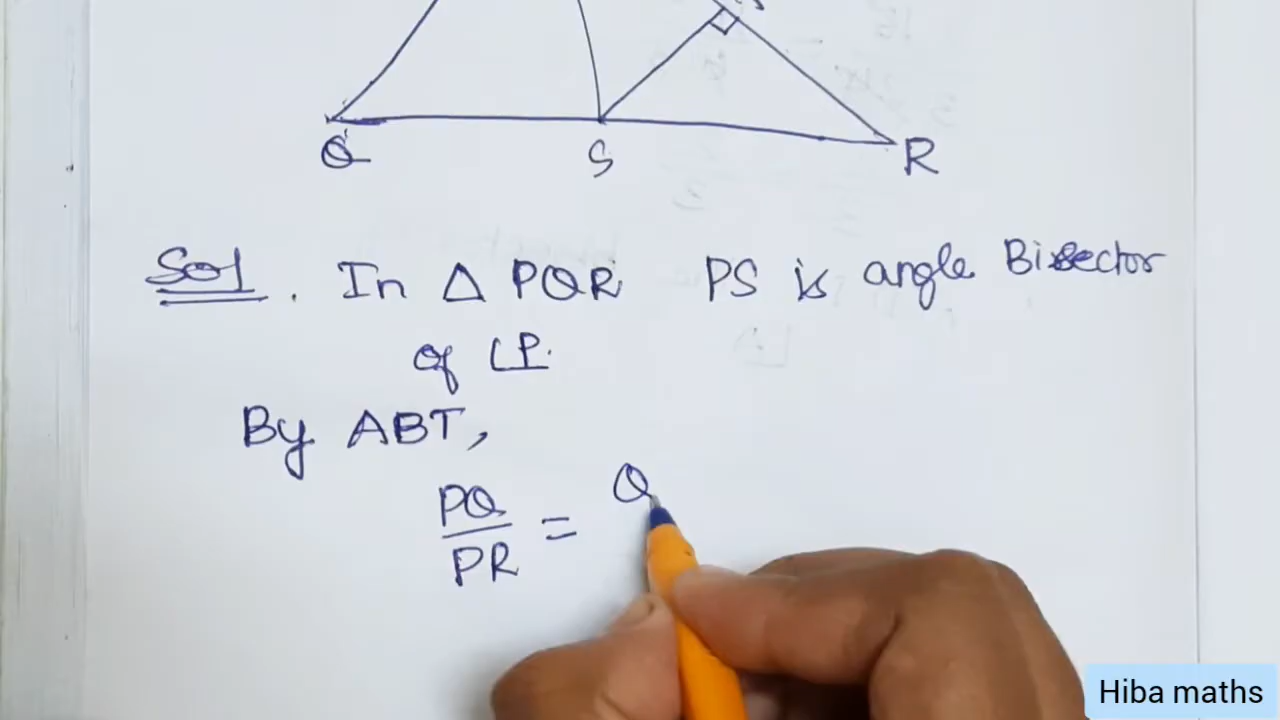 Q S R
Sol. In Δ PQR PS is angle Bisector
of ∠P.
By ABT,
PQ/PR = Q
Hiba maths